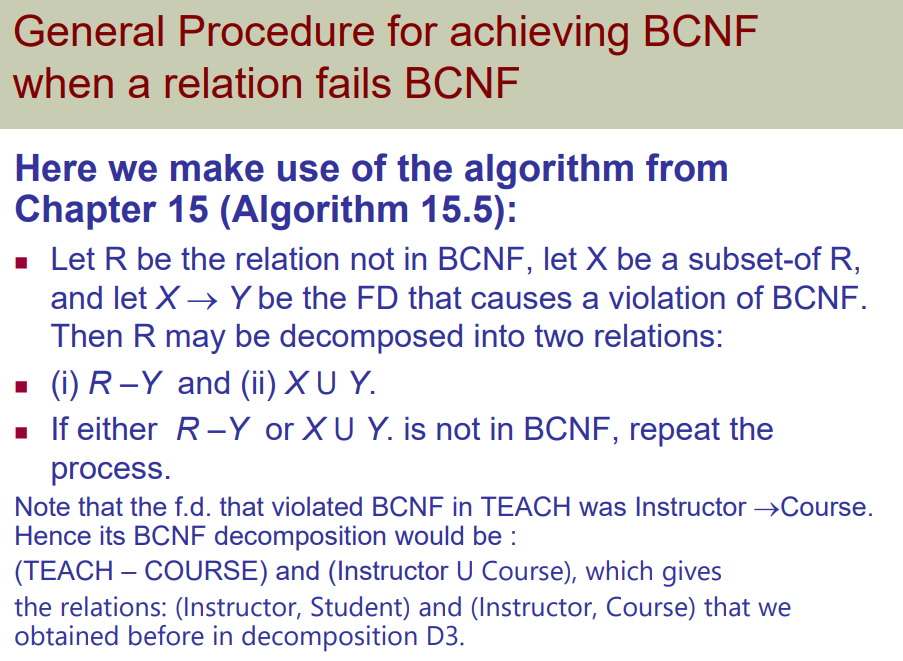 General Procedure for achieving BCNF
when a relation fails BCNF
Here we make use of the algorithm from
Chapter 15 (Algorithm 15.5):
■ Let R be the relation not in BCNF, let X be a subset-of R,
and let X → Y be the FD that causes a violation of BCNF.
Then R may be decomposed into two relations:
■ (i) R –Y and (ii) X U Y.
■ If either R –Y or X U Y. is not in BCNF, repeat the
process.
Note that the f.d. that violated BCNF in TEACH was Instructor →Course.
Hence its BCNF decomposition would be :
(TEACH – COURSE) and (Instructor U Course), which gives
the relations: (Instructor, Student) and (Instructor, Course) that we
obtained before in decomposition D3.